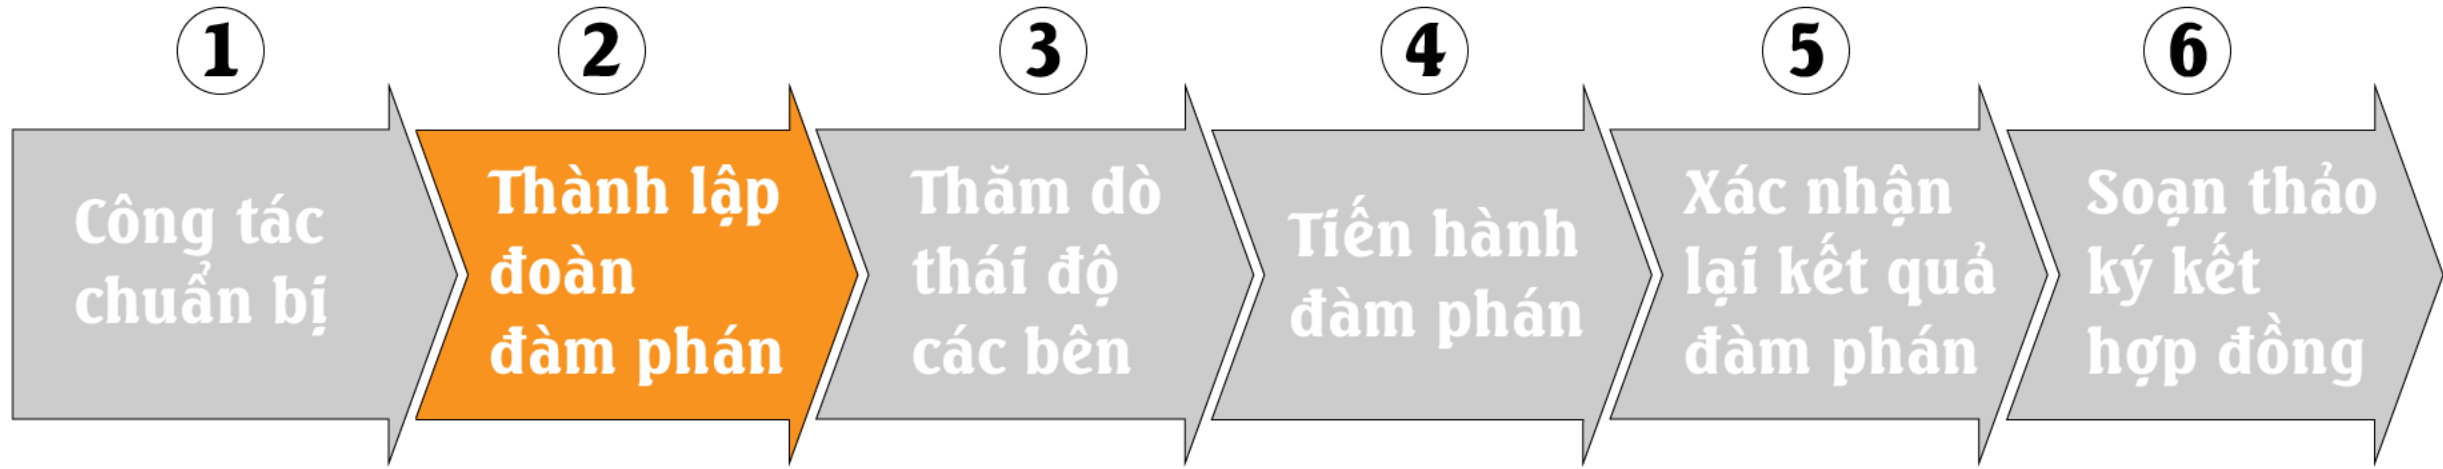 1
Công tác
chuẩn bị
2
Thành lập
đoàn
đàm phán
3
Thăm dò
thái độ
các bên
4
Tiến hành
đàm phán
5
Xác nhận
lại kết quả
đàm phán
6
Soạn thảo
ký kết
hợp đồng